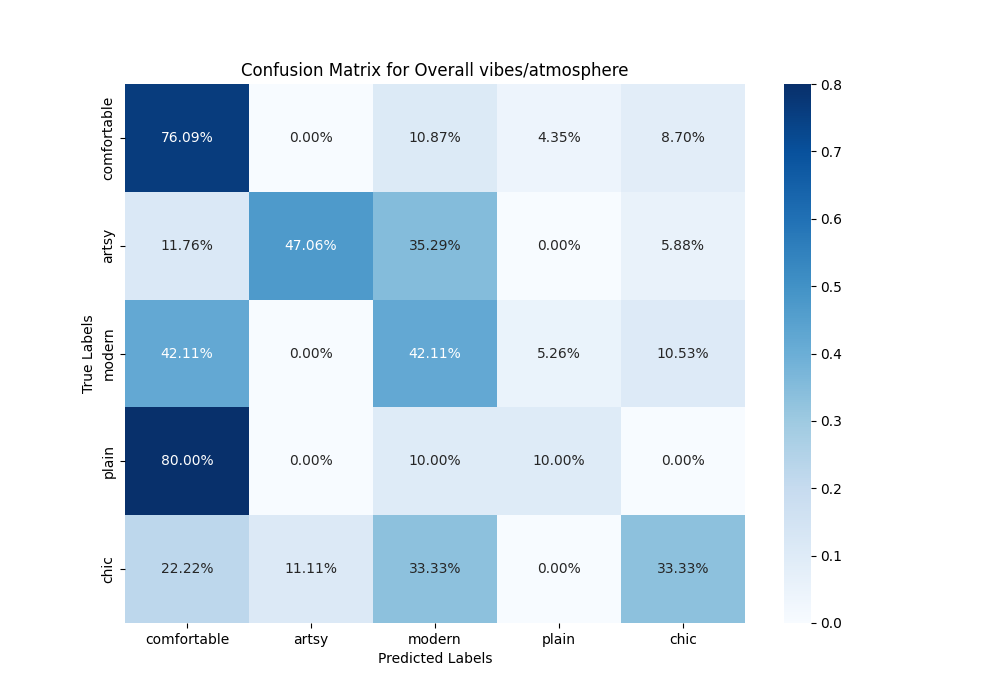 Confusion Matrix for Overall vibes/atmosphere
True Labels
comfortable 76.09% 0.00% 10.87% 4.35% 8.70%
artsy 11.76% 47.06% 35.29% 0.00% 5.88%
modern 42.11% 0.00% 42.11% 5.26% 10.53%
plain 80.00% 0.00% 10.00% 10.00% 0.00%
chic 22.22% 11.11% 33.33% 0.00% 33.33%
comfortable artsy modern plain chic
Predicted Labels
0.8
0.7
0.6
0.5
0.4
0.3
0.2
0.1
0.0